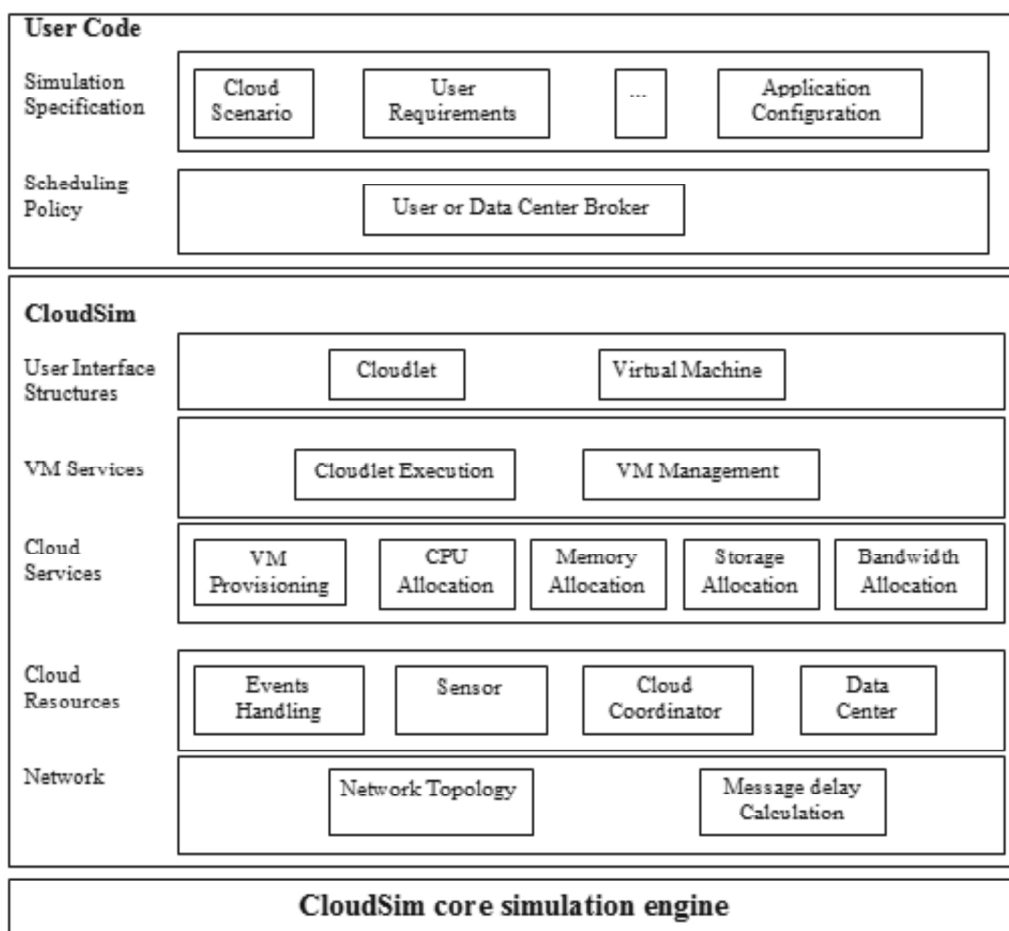 User Code
Simulation
Specification
Cloud
Scenario
User
Requirements
...
Application
Configuration
Scheduling
Policy
User or Data Center Broker
CloudSim
User Interface
Structures
Cloudlet
Virtual Machine
VM Services
Cloudlet Execution
VM Management
Cloud
Services
VM
Provisioning
CPU
Allocation
Memory
Allocation
Storage
Allocation
Bandwidth
Allocation
Cloud
Resources
Events
Handling
Sensor
Cloud
Coordinator
Data
Center
Network
Network Topology
Message delay
Calculation
CloudSim core simulation engine